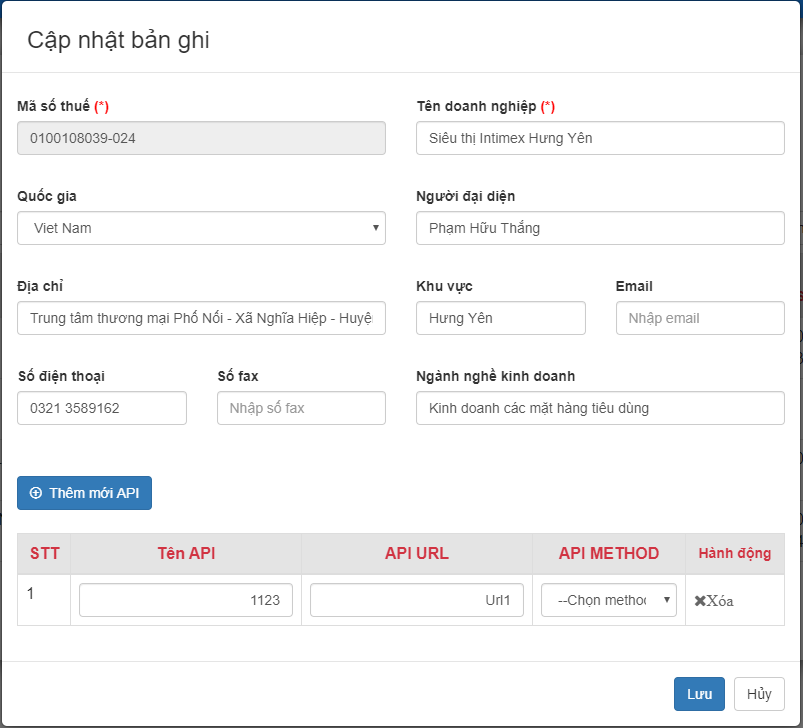 Cập nhật bản ghi
Mã số thuế (*)
Tên doanh nghiệp (*)
0100108039-024
Siêu thị Intimex Hưng Yên
Quốc gia
Người đại diện
Viet Nam
Phạm Hữu Thắng
Địa chỉ
Khu vực
Email
Trung tâm thương mại Phố Nối - Xã Nghĩa Hiệp - Huyệ
Hưng Yên
Nhập email
Số điện thoại
Số fax
Ngành nghề kinh doanh
0321 3589162
Nhập số fax
Kinh doanh các mặt hàng tiêu dùng
Thêm mới API
STT Tên API API URL API METHOD Hành động
1 1123 Url1 --Chọn method Xóa
Lưu Hủy